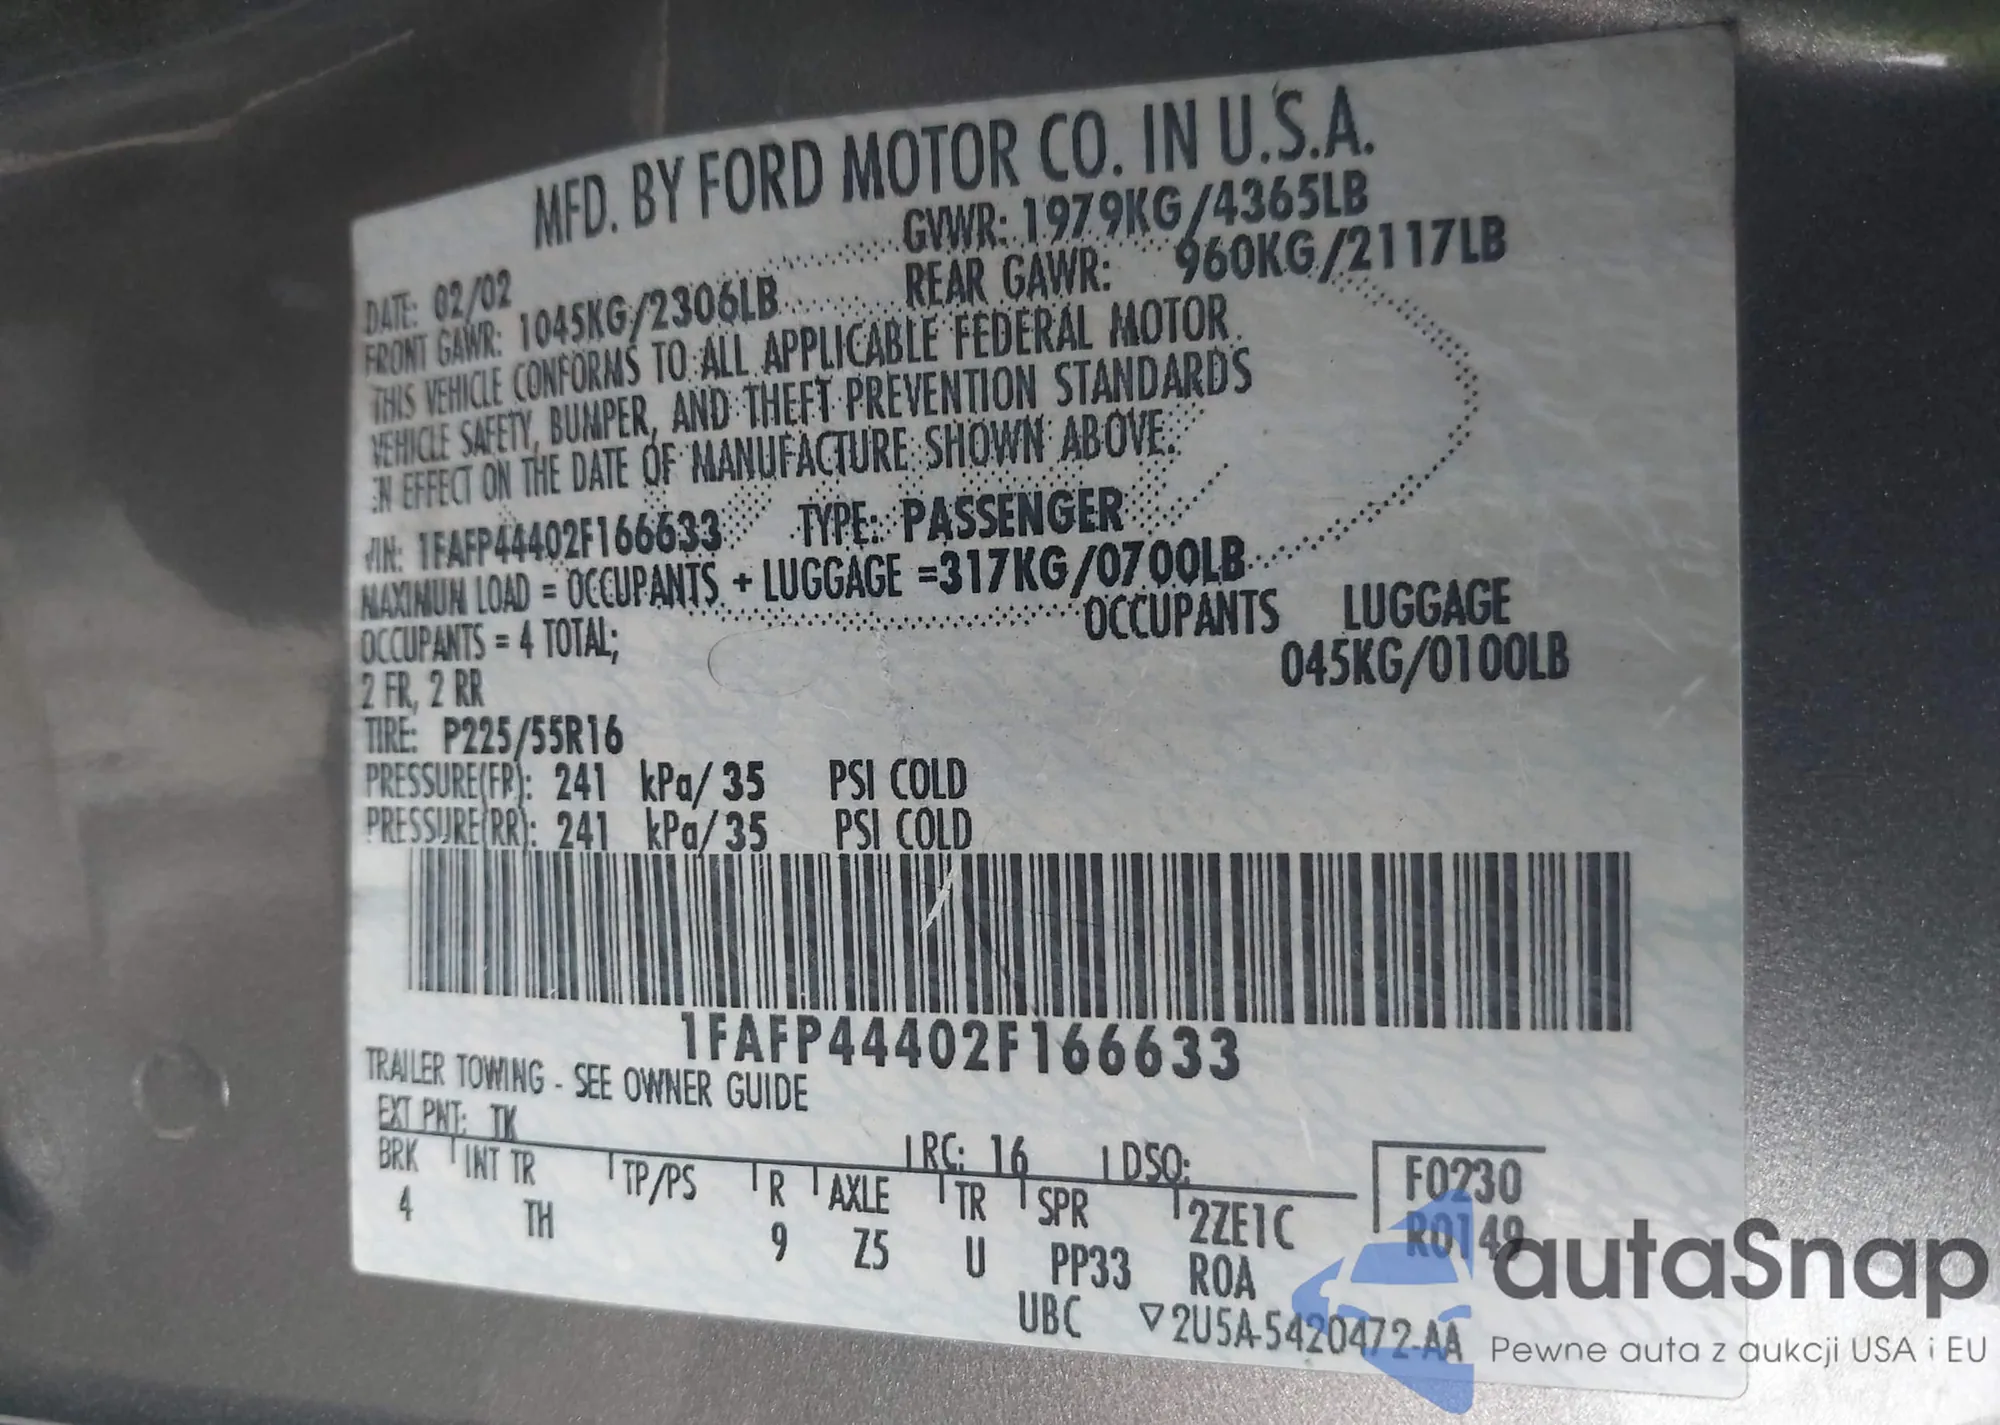 MFD. BY FORD MOTOR CO. IN U.S.A.
DATE: 02/02 GVWR: 1979KG/4365LB
FRONT GAWR: 1045KG/2306LB REAR GAWR: 960KG/2117LB
THIS VEHICLE CONFORMS TO ALL APPLICABLE FEDERAL MOTOR
VEHICLE SAFETY, BUMPER, AND THEFT PREVENTION STANDARDS
IN EFFECT ON THE DATE OF MANUFACTURE SHOWN ABOVE.
VIN: 1FAFP44402F166633 TYPE: PASSENGER
MAXIMUM LOAD = OCCUPANTS + LUGGAGE =317KG/0700LB
OCCUPANTS = 4 TOTAL; OCCUPANTS LUGGAGE
2 FR, 2 RR 045KG/0100LB
TIRE: P225/55R16
PRESSURE(FR): 241 kPa/ 35 PSI COLD
PRESSURE(RR): 241 kPa/ 35 PSI COLD
1FAFP44402F166633
TRAILER TOWING - SEE OWNER GUIDE
EXT PNT: TK RC: 16 DSO: F0230
BRK INT TR TP/PS R AXLE TR SPR 2ZE1C R0149
4 TH 9 Z5 U PP33 ROA
UBC ▽2U5A-5420472-AA
autaSnap
Pewne auta z aukcji USA i EU